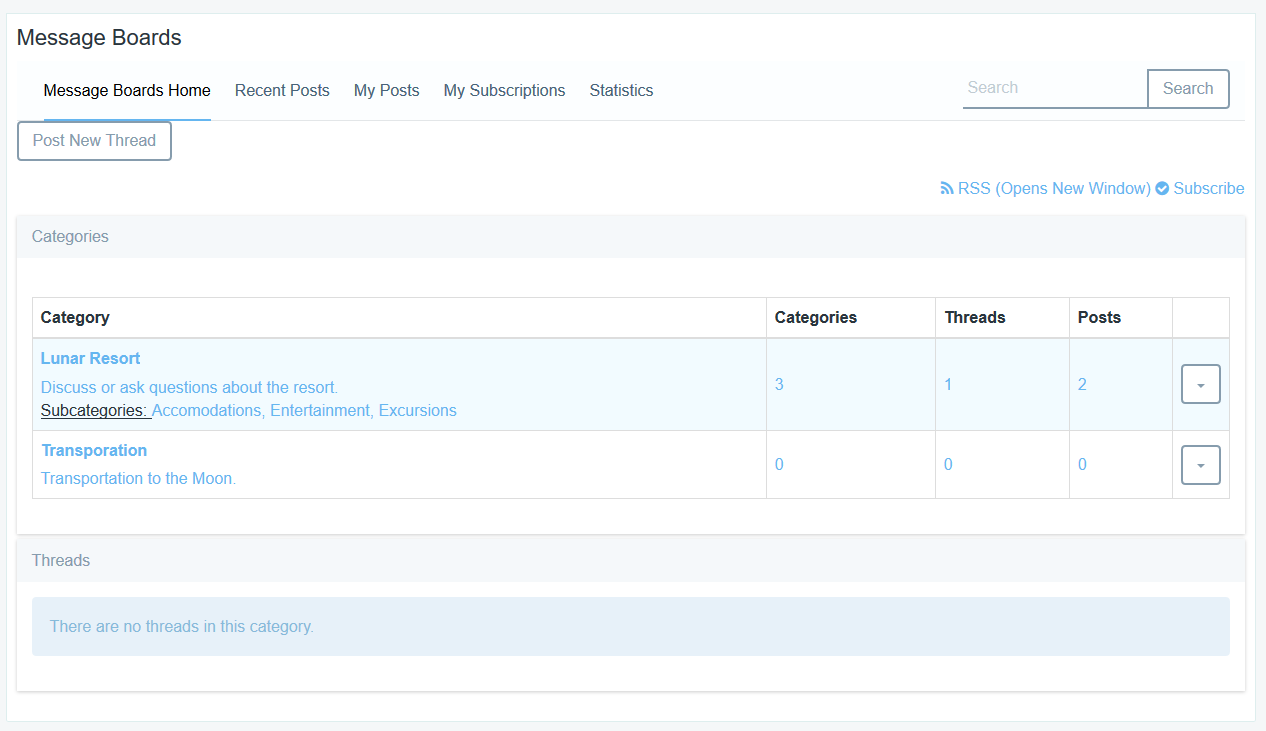 Message Boards
Message Boards Home Recent Posts My Posts My Subscriptions Statistics Search Search
Post New Thread
RSS (Opens New Window) Subscribe
Categories
Category Categories Threads Posts
Lunar Resort
Discuss or ask questions about the resort.
3 1 2
Subcategories: Accomodations, Entertainment, Excursions
Transporation
0 0 0
Transportation to the Moon.
Threads
There are no threads in this category.